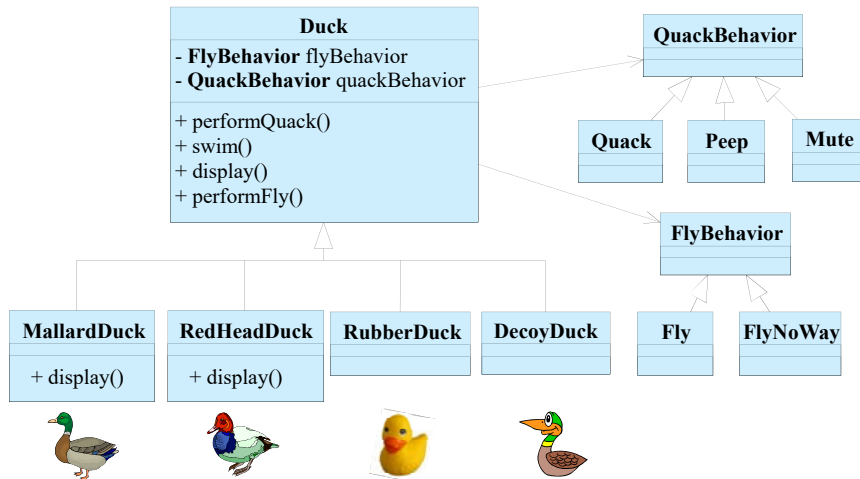 Duck
- FlyBehavior flyBehavior
- QuackBehavior quackBehavior
+ performQuack()
+ swim()
+ display()
+ performFly()
QuackBehavior
Quack
Peep
Mute
FlyBehavior
Fly
FlyNoWay
MallardDuck
+ display()
RedHeadDuck
+ display()
RubberDuck
DecoyDuck